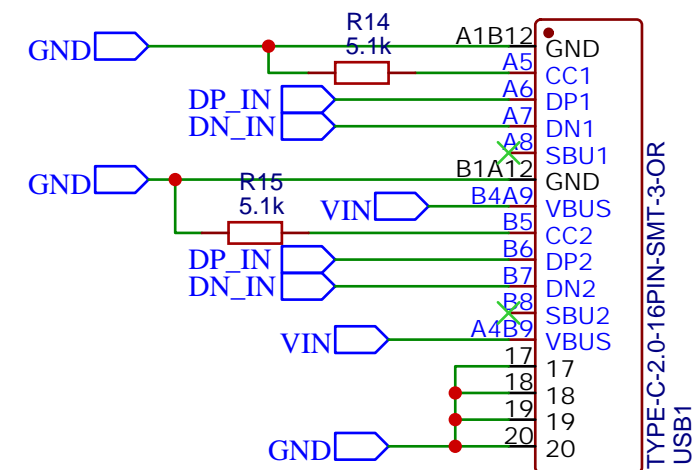 R14
5.1k
GND
A1B12
GND
A5
CC1
DP_IN
A6
DP1
DN_IN
A7
DN1
A8
SBU1
GND
R15
5.1k
B1A12
GND
VIN
B4A9
VBUS
B5
CC2
DP_IN
B6
DP2
DN_IN
B7
DN2
B8
SBU2
VIN
A4B9
VBUS
17
17
18
18
19
19
GND
20
20
TYPE-C-2.0-16PIN-SMT-3-OR
USB1